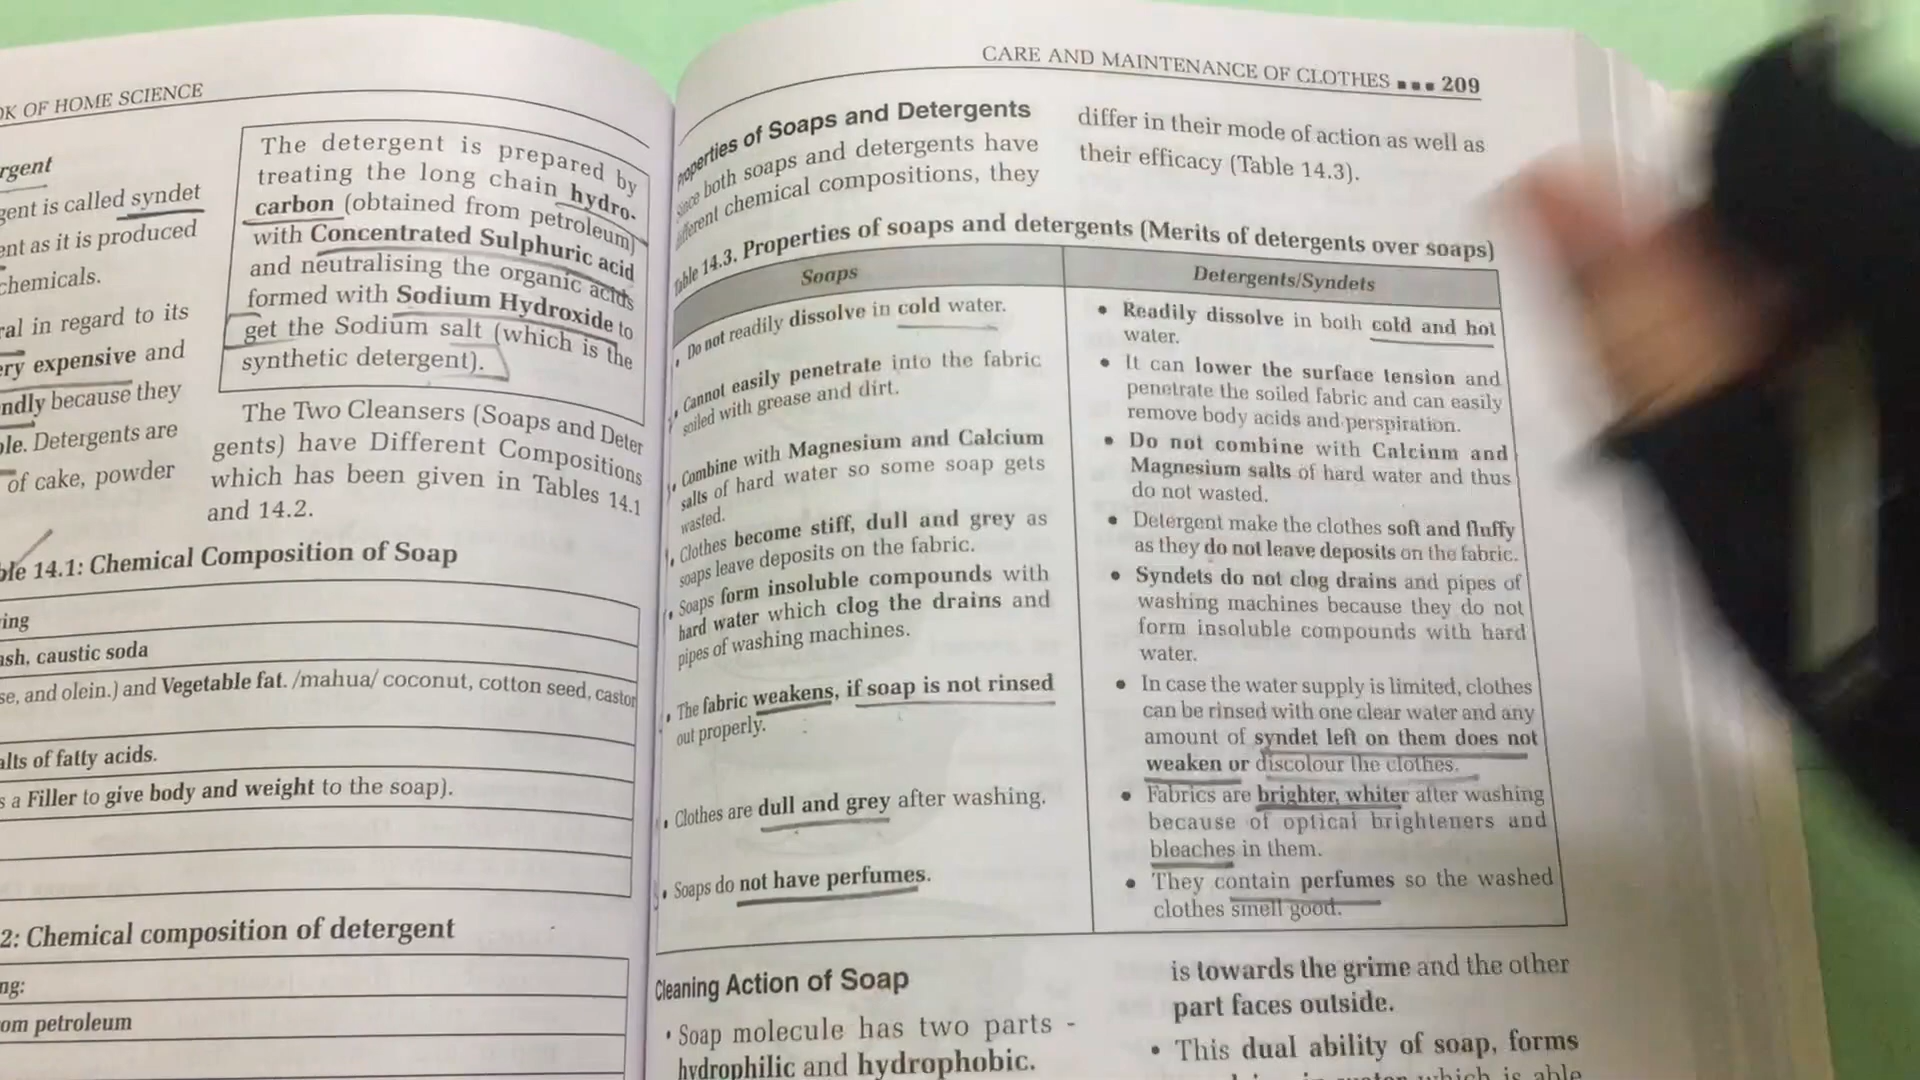 OK OF HOME SCIENCE
rgent
gent is called syndet
ent as it is produced
chemicals.
ral in regard to its
ry expensive and
ndly because they
ole. Detergents are
of cake, powder
The detergent is prepared by
treating the long chain hydro-
carbon (obtained from petroleum)
with Concentrated Sulphuric acid
and neutralising the organic acids
formed with Sodium Hydroxide to
get the Sodium salt (which is the
synthetic detergent).
The Two Cleansers (Soaps and Deter
gents) have Different Compositions
which has been given in Tables 14.1
and 14.2.
ble 14.1: Chemical Composition of Soap
ing
ash, caustic soda
se, and olein.) and Vegetable fat. /mahua/ coconut, cotton seed, castor
alts of fatty acids.
s a Filler to give body and weight to the soap).
2: Chemical composition of detergent
ng:
om petroleum
CARE AND MAINTENANCE OF CLOTHES ▪▪▪ 209
Properties of Soaps and Detergents
Since both soaps and detergents have
different chemical compositions, they
differ in their mode of action as well as
their efficacy (Table 14.3).
Table 14.3. Properties of soaps and detergents (Merits of detergents over soaps)
Soaps
• Do not readily dissolve in cold water.
• Cannot easily penetrate into the fabric
soiled with grease and dirt.
• Combine with Magnesium and Calcium
salts of hard water so some soap gets
wasted.
• Clothes become stiff, dull and grey as
soaps leave deposits on the fabric.
• Soaps form insoluble compounds with
hard water which clog the drains and
pipes of washing machines.
• The fabric weakens, if soap is not rinsed
out properly.
• Clothes are dull and grey after washing.
• Soaps do not have perfumes.
Detergents/Syndets
• Readily dissolve in both cold and hot
water.
• It can lower the surface tension and
penetrate the soiled fabric and can easily
remove body acids and perspiration.
• Do not combine with Calcium and
Magnesium salts of hard water and thus
do not wasted.
• Detergent make the clothes soft and fluffy
as they do not leave deposits on the fabric.
• Syndets do not clog drains and pipes of
washing machines because they do not
form insoluble compounds with hard
water.
• In case the water supply is limited, clothes
can be rinsed with one clear water and any
amount of syndet left on them does not
weaken or discolour the clothes.
• Fabrics are brighter, whiter after washing
because of optical brighteners and
bleaches in them.
• They contain perfumes so the washed
clothes smell good.
Cleaning Action of Soap
• Soap molecule has two parts -
hydrophilic and hydrophobic.
is towards the grime and the other
part faces outside.
• This dual ability of soap, forms
which is able